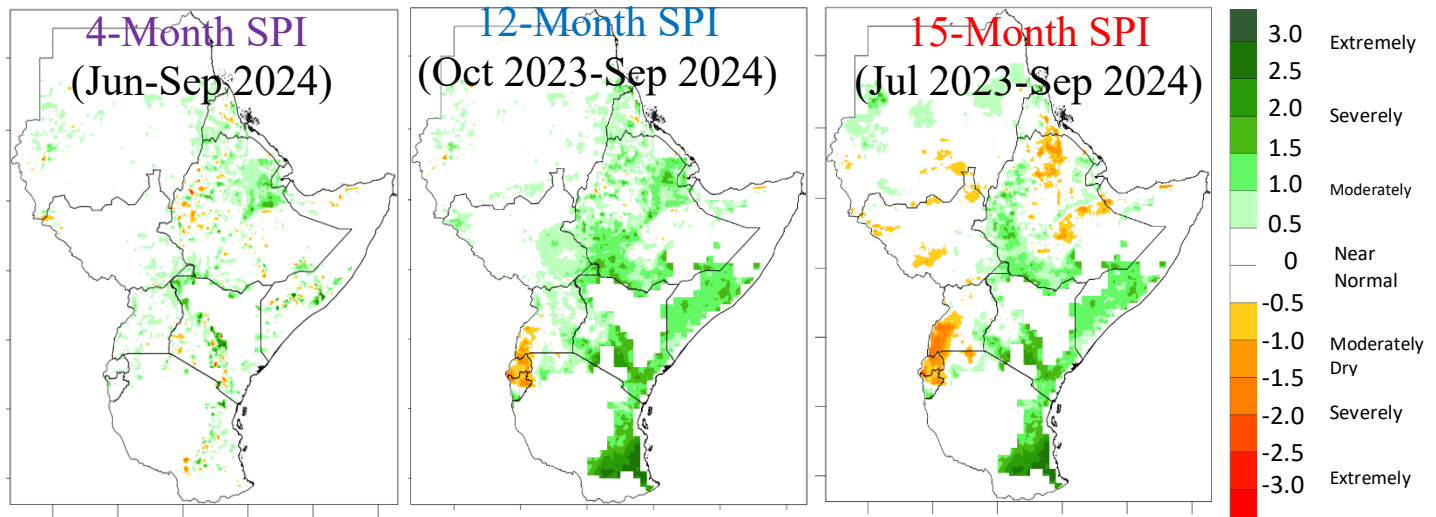 4-Month SPI
(Jun-Sep 2024)
12-Month SPI
(Oct 2023-Sep 2024)
15-Month SPI
(Jul 2023-Sep 2024)
3.0
Extremely
2.5
2.0
Severely
1.5
1.0
Moderately
0.5
0
Near
Normal
-0.5
-1.0
Moderately
Dry
-1.5
-2.0
Severely
-2.5
-3.0
Extremely